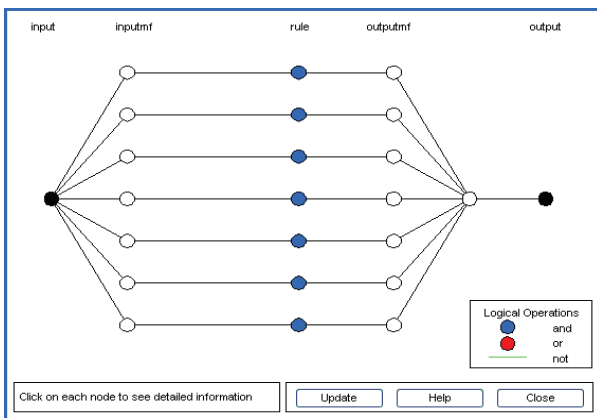 input inputmf rule outputmf output
Logical Operations
and
or
not
Click on each node to see detailed information
Update Help Close